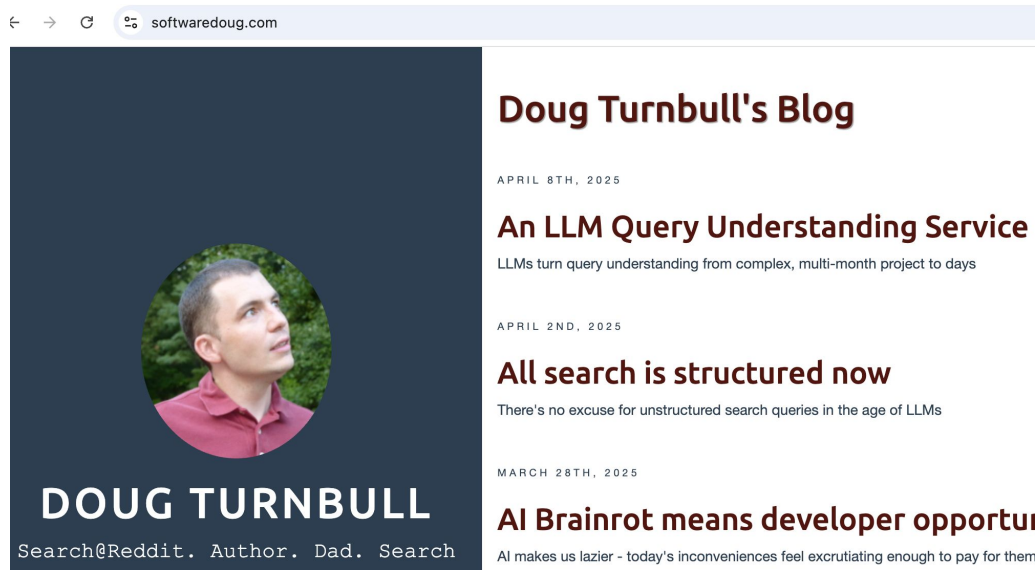 softwaredoug.com
Doug Turnbull's Blog
APRIL 8TH, 2025
An LLM Query Understanding Service
LLMs turn query understanding from complex, multi-month project to days
APRIL 2ND, 2025
All search is structured now
There's no excuse for unstructured search queries in the age of LLMs
MARCH 28TH, 2025
AI Brainrot means developer opportu
AI makes us lazier - today's inconveniences feel excrutiating enough to pay for them
DOUG TURNBULL
Search@Reddit. Author. Dad. Search